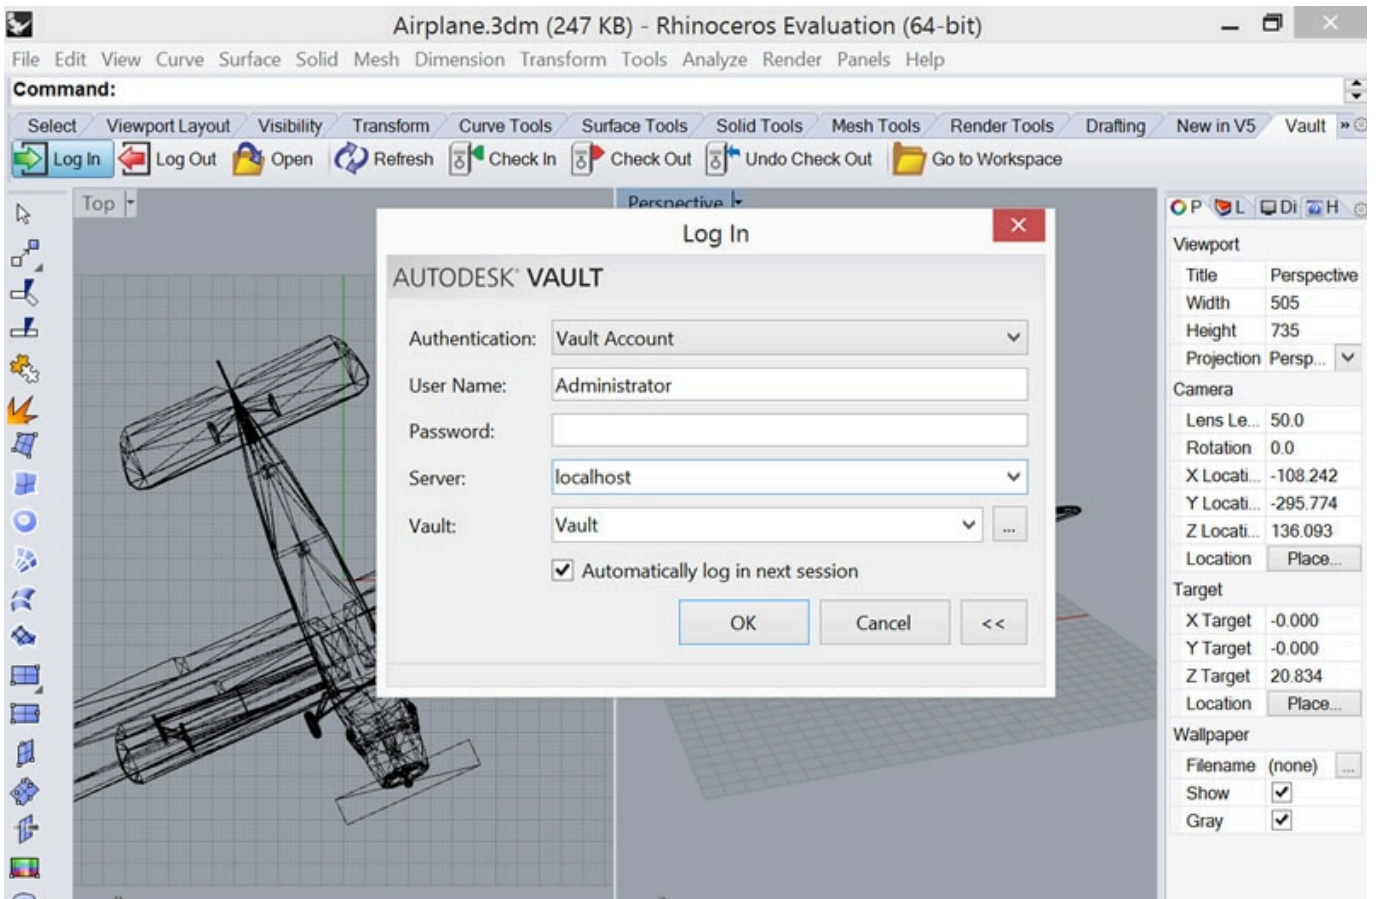 Airplane.3dm (247 KB) - Rhinoceros Evaluation (64-bit)
File Edit View Curve Surface Solid Mesh Dimension Transform Tools Analyze Render Panels Help
Command:
Select Viewport Layout Visibility Transform Curve Tools Surface Tools Solid Tools Mesh Tools Render Tools Drafting New in V5 Vault »
Log In Log Out Open Refresh Check In Check Out Undo Check Out Go to Workspace
Top
Perspective
P L Di H
Log In
AUTODESK® VAULT
Authentication: Vault Account
User Name: Administrator
Password:
Server: localhost
Vault: Vault ...
Automatically log in next session
OK Cancel <<
Viewport
Title Perspective
Width 505
Height 735
Projection Persp...
Camera
Lens Le... 50.0
Rotation 0.0
X Locati... -108.242
Y Locati... -295.774
Z Locati... 136.093
Location Place...
Target
X Target -0.000
Y Target -0.000
Z Target 20.834
Location Place...
Wallpaper
Filename (none) ...
Show
Gray